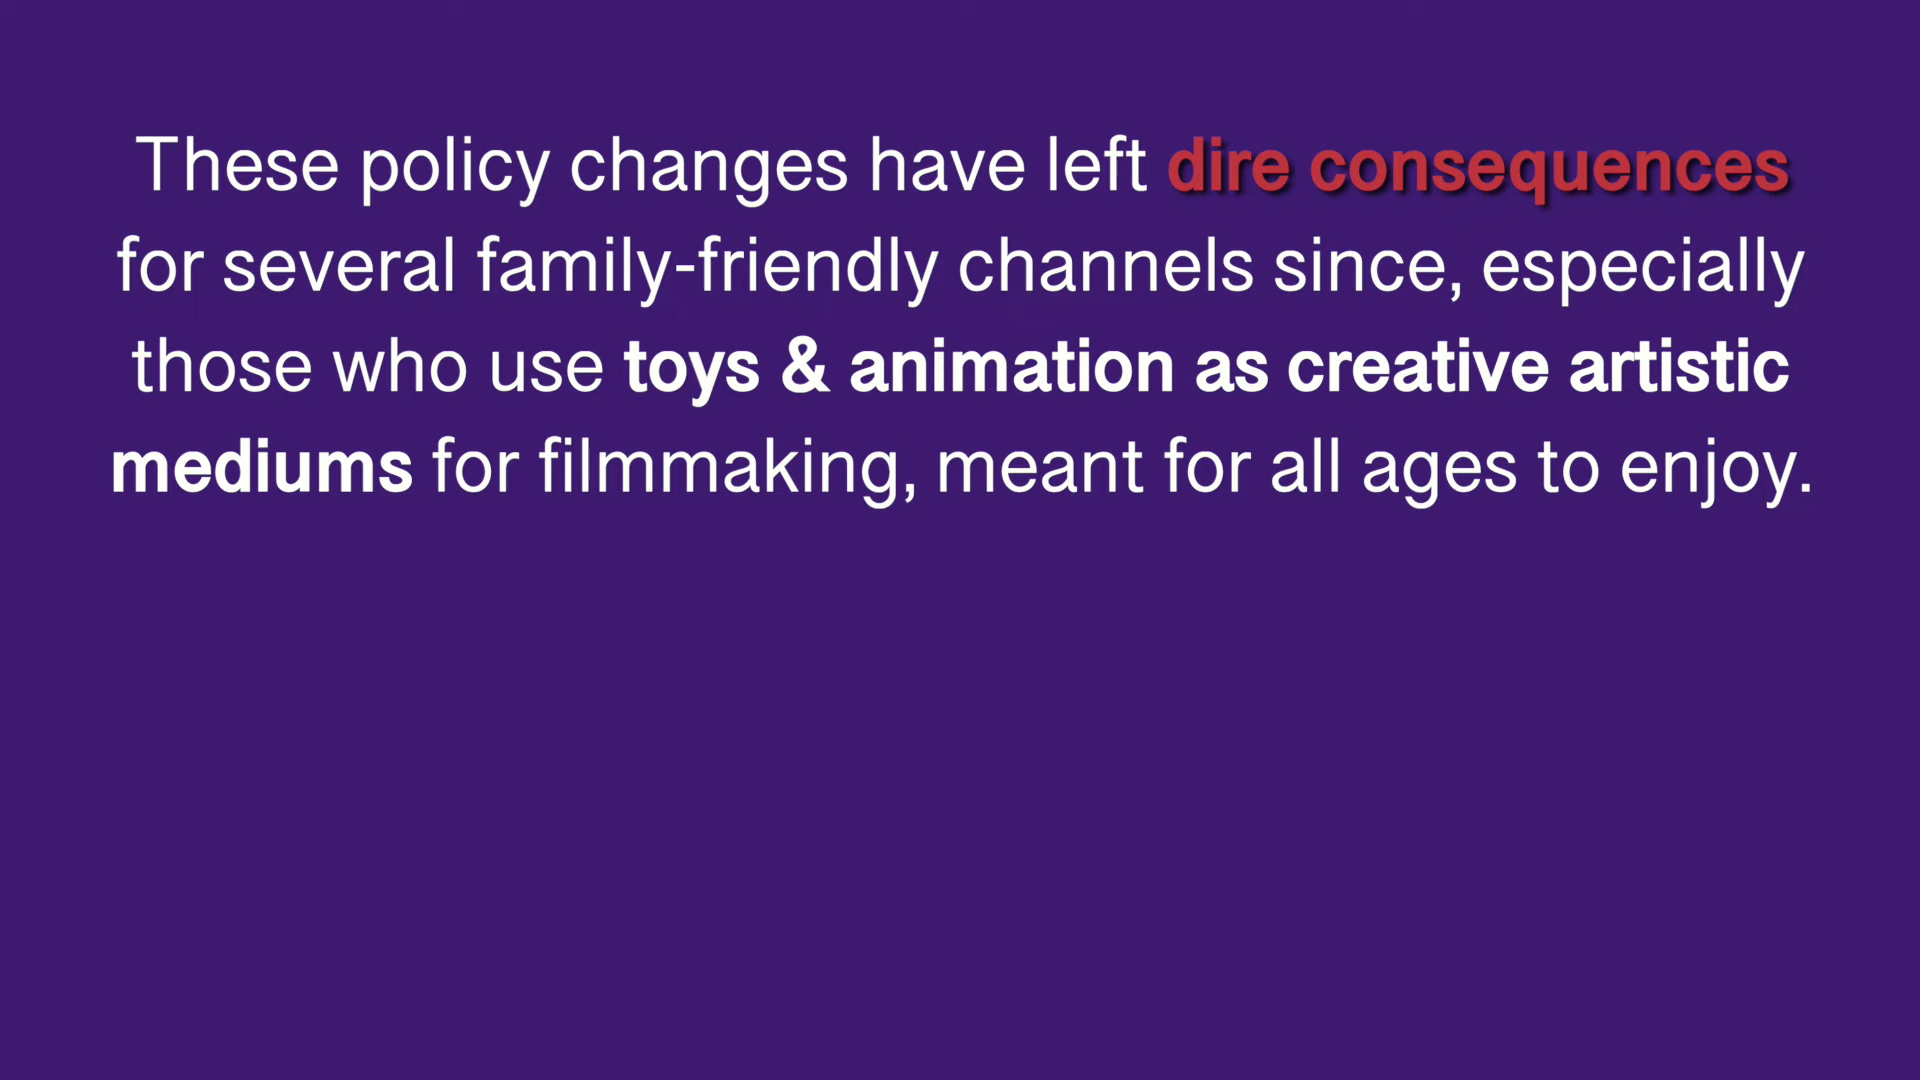 These policy changes have left dire consequences
for several family-friendly channels since, especially
those who use toys & animation as creative artistic
mediums for filmmaking, meant for all ages to enjoy.